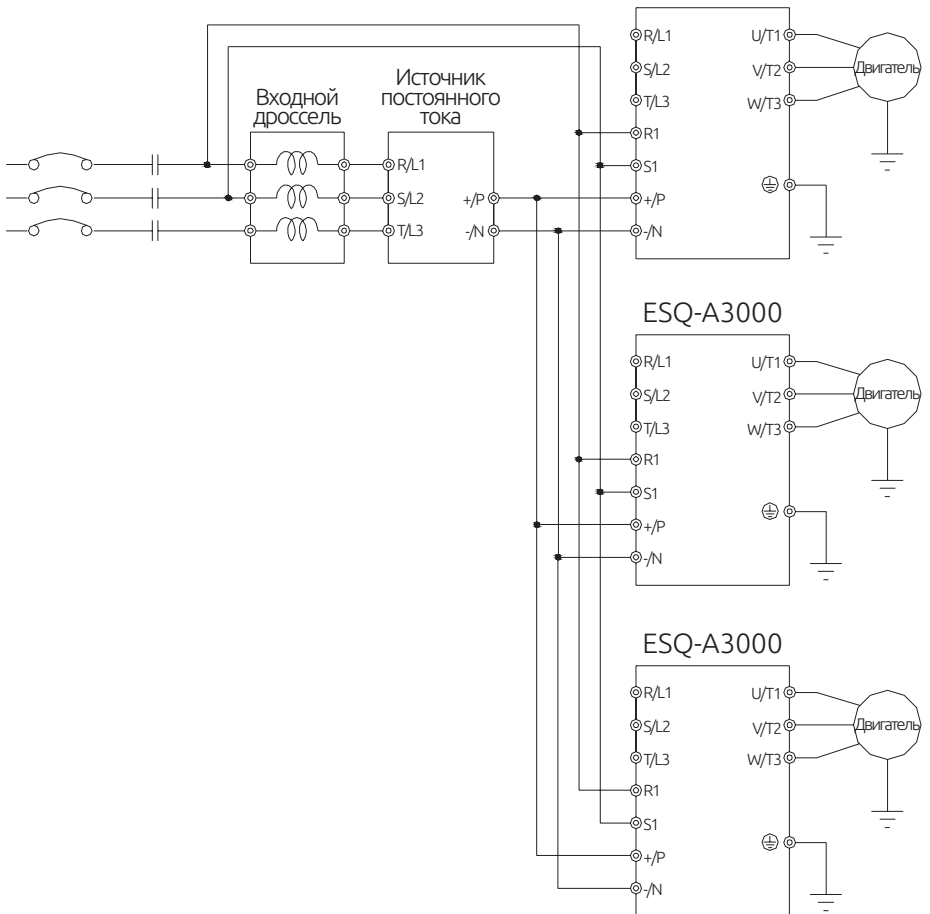 Входной
дроссель
Источник
постоянного
тока
R/L1
S/L2
T/L3
+/P
-/N
R/L1
S/L2
T/L3
R1
S1
+/P
-/N
U/T1
V/T2
W/T3
Двигатель
ESQ-A3000
R/L1
S/L2
T/L3
R1
S1
+/P
-/N
U/T1
V/T2
W/T3
Двигатель
ESQ-A3000
R/L1
S/L2
T/L3
R1
S1
+/P
-/N
U/T1
V/T2
W/T3
Двигатель